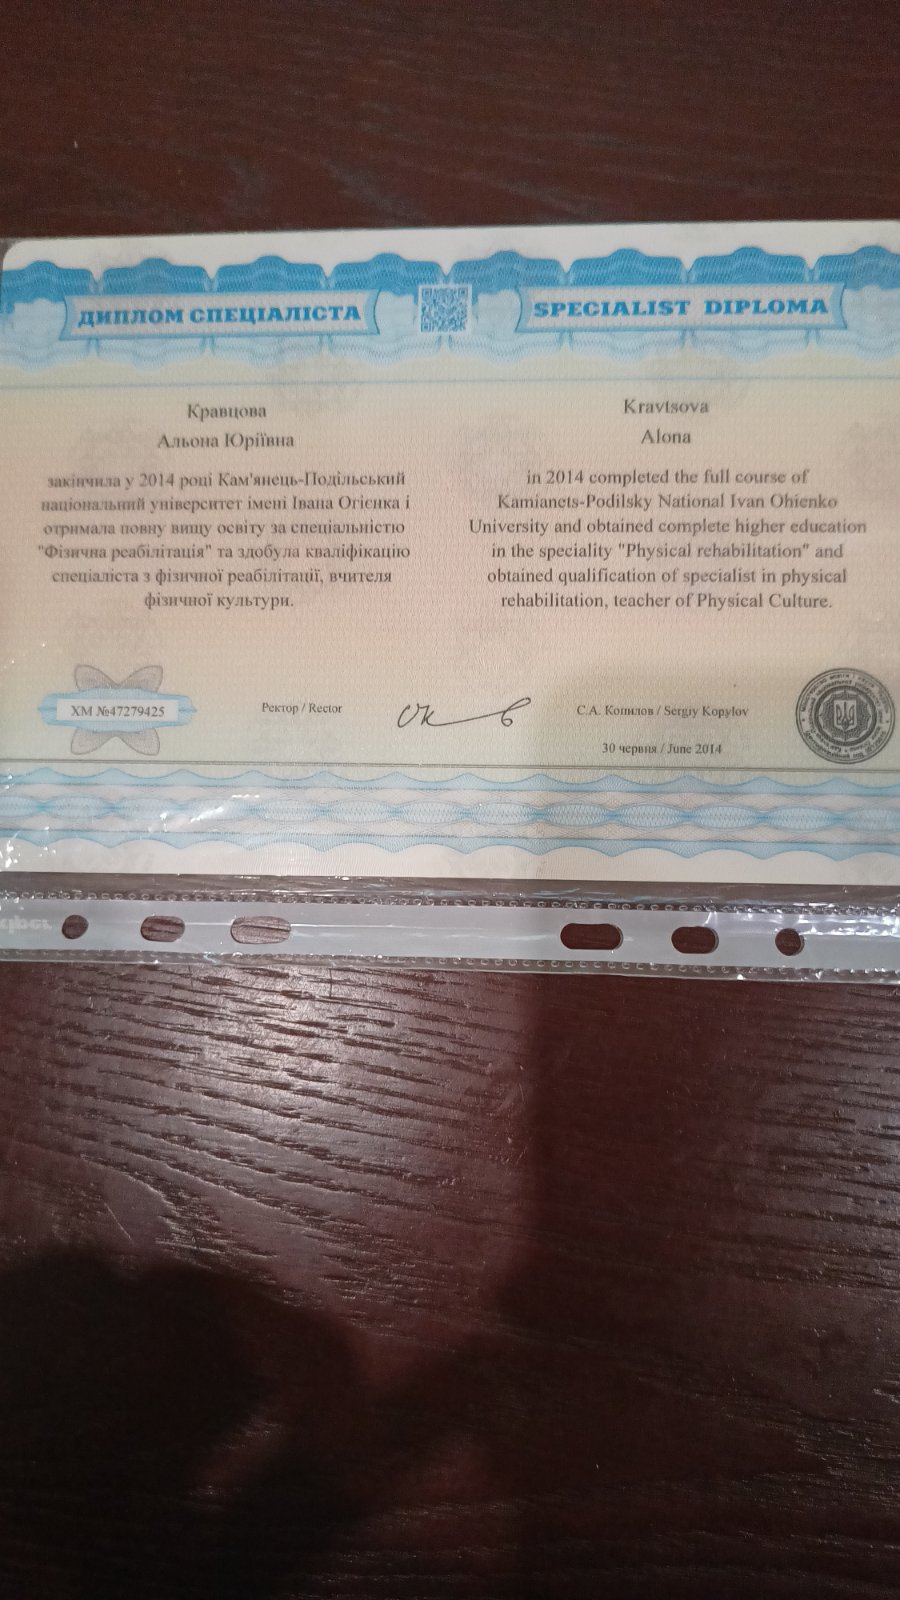 ДИПЛОМ СПЕЦІАЛІСТА
Кравцова
Альона Юріївна
закінчила у 2014 році Кам'янець-Подільський
національний університет імені Івана Огієнка і
отримала повну вищу освіту за спеціальністю
"Фізична реабілітація" та здобула кваліфікацію
спеціаліста з фізичної реабілітації, вчителя
фізичної культури.
SPECIALIST DIPLOMA
Kravtsova
Alona
in 2014 completed the full course of
Kamianets-Podilsky National Ivan Ohienko
University and obtained complete higher education
in the speciality "Physical rehabilitation" and
obtained qualification of specialist in physical
rehabilitation, teacher of Physical Culture.
ХМ №47279425
Ректор / Rector
С.А. Копилов / Sergiy Kopylov
30 червня / June 2014